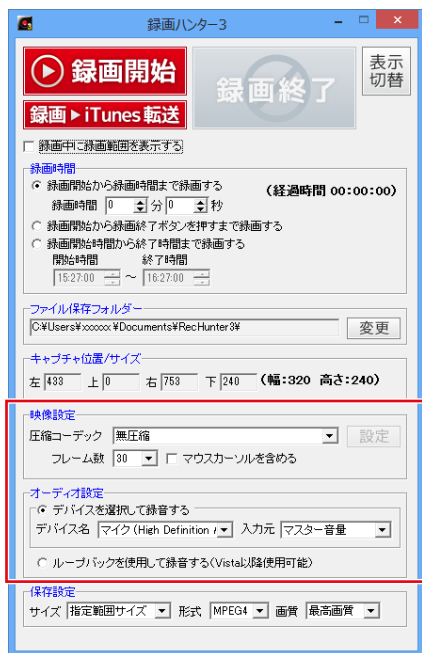 録画ハンター3
録画開始
録画終了
表示
切替
録画▶iTunes転送
録画中に録画範囲を表示する
録画時間
録画開始から録画時間まで録画する
(経過時間 00:00:00)
録画時間 0 分 0 秒
録画開始から録画終了ボタンを押すまで録画する
録画開始時間から終了時間まで録画する
開始時間 終了時間
15:27:00 ～ 16:27:00
ファイル保存フォルダー
C:¥Users¥xxxxxx¥Documents¥RecHunter3¥ 変更
キャプチャ位置/サイズ
左 433 上 0 右 753 下 240 (幅:320 高さ:240)
映像設定
圧縮コーデック 無圧縮 設定
フレーム数 30 マウスカーソルを含める
オーディオ設定
デバイスを選択して録音する
デバイス名 マイク (High Definition 入力元 マスター音量
ループバックを使用して録音する(Vista以降使用可能)
保存設定
サイズ 指定範囲サイズ 形式 MPEG4 画質 最高画質